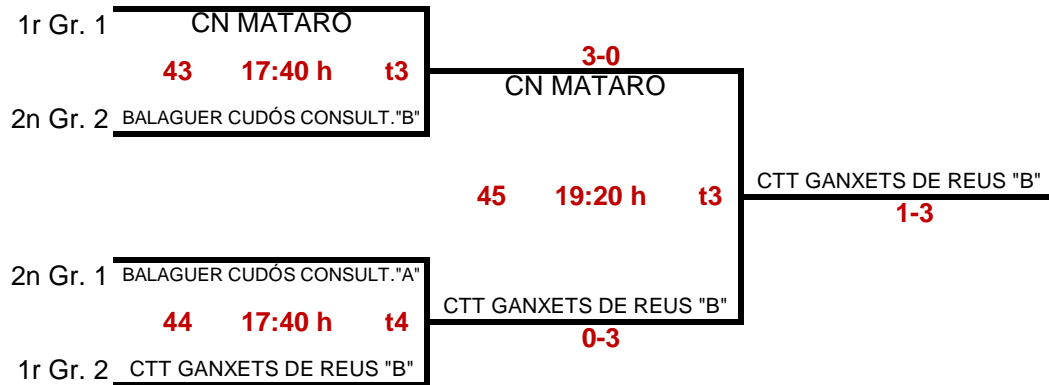 1r Gr. 1 CN MATARO
43 17:40 h t3
2n Gr. 2 BALAGUER CUDÓS CONSULT."B"
3-0
CN MATARO
45 19:20 h t3
CTT GANXETS DE REUS "B"
1-3
2n Gr. 1 BALAGUER CUDÓS CONSULT."A"
44 17:40 h t4
1r Gr. 2 CTT GANXETS DE REUS "B"
CTT GANXETS DE REUS "B"
0-3